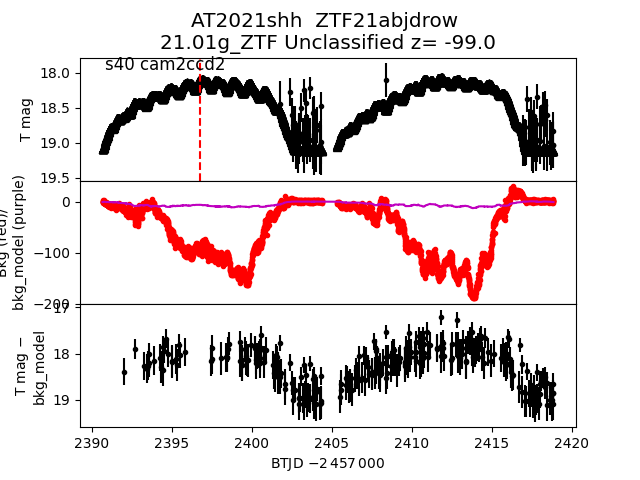 AT2021shh ZTF21abjdrow
21.01g_ZTF Unclassified z= -99.0
s40 cam2ccd2
18.0
18.5
19.0
19.5
T mag
0
−100
−200
Bkg (red)/
bkg_model (purple)
17
18
19
T mag −
bkg_model
2390 2395 2400 2405 2410 2415 2420
BTJD −2 457 000